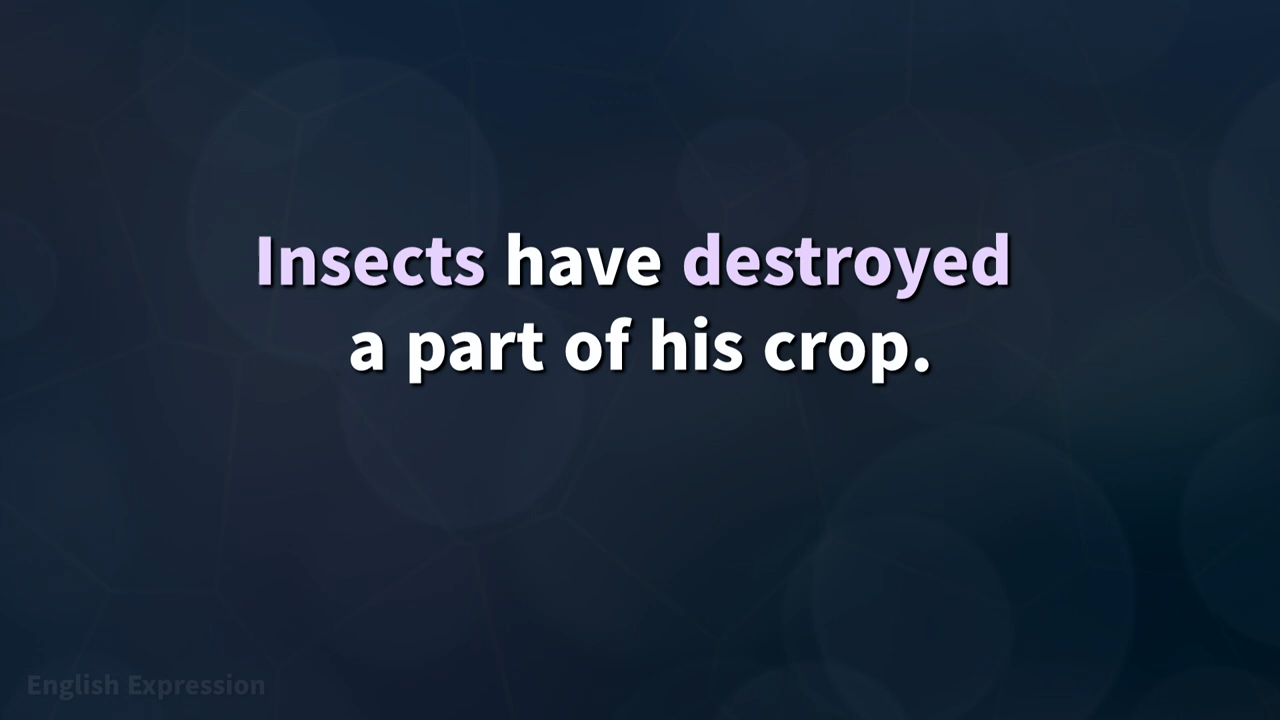 Insects have destroyed
a part of his crop.
English Expression